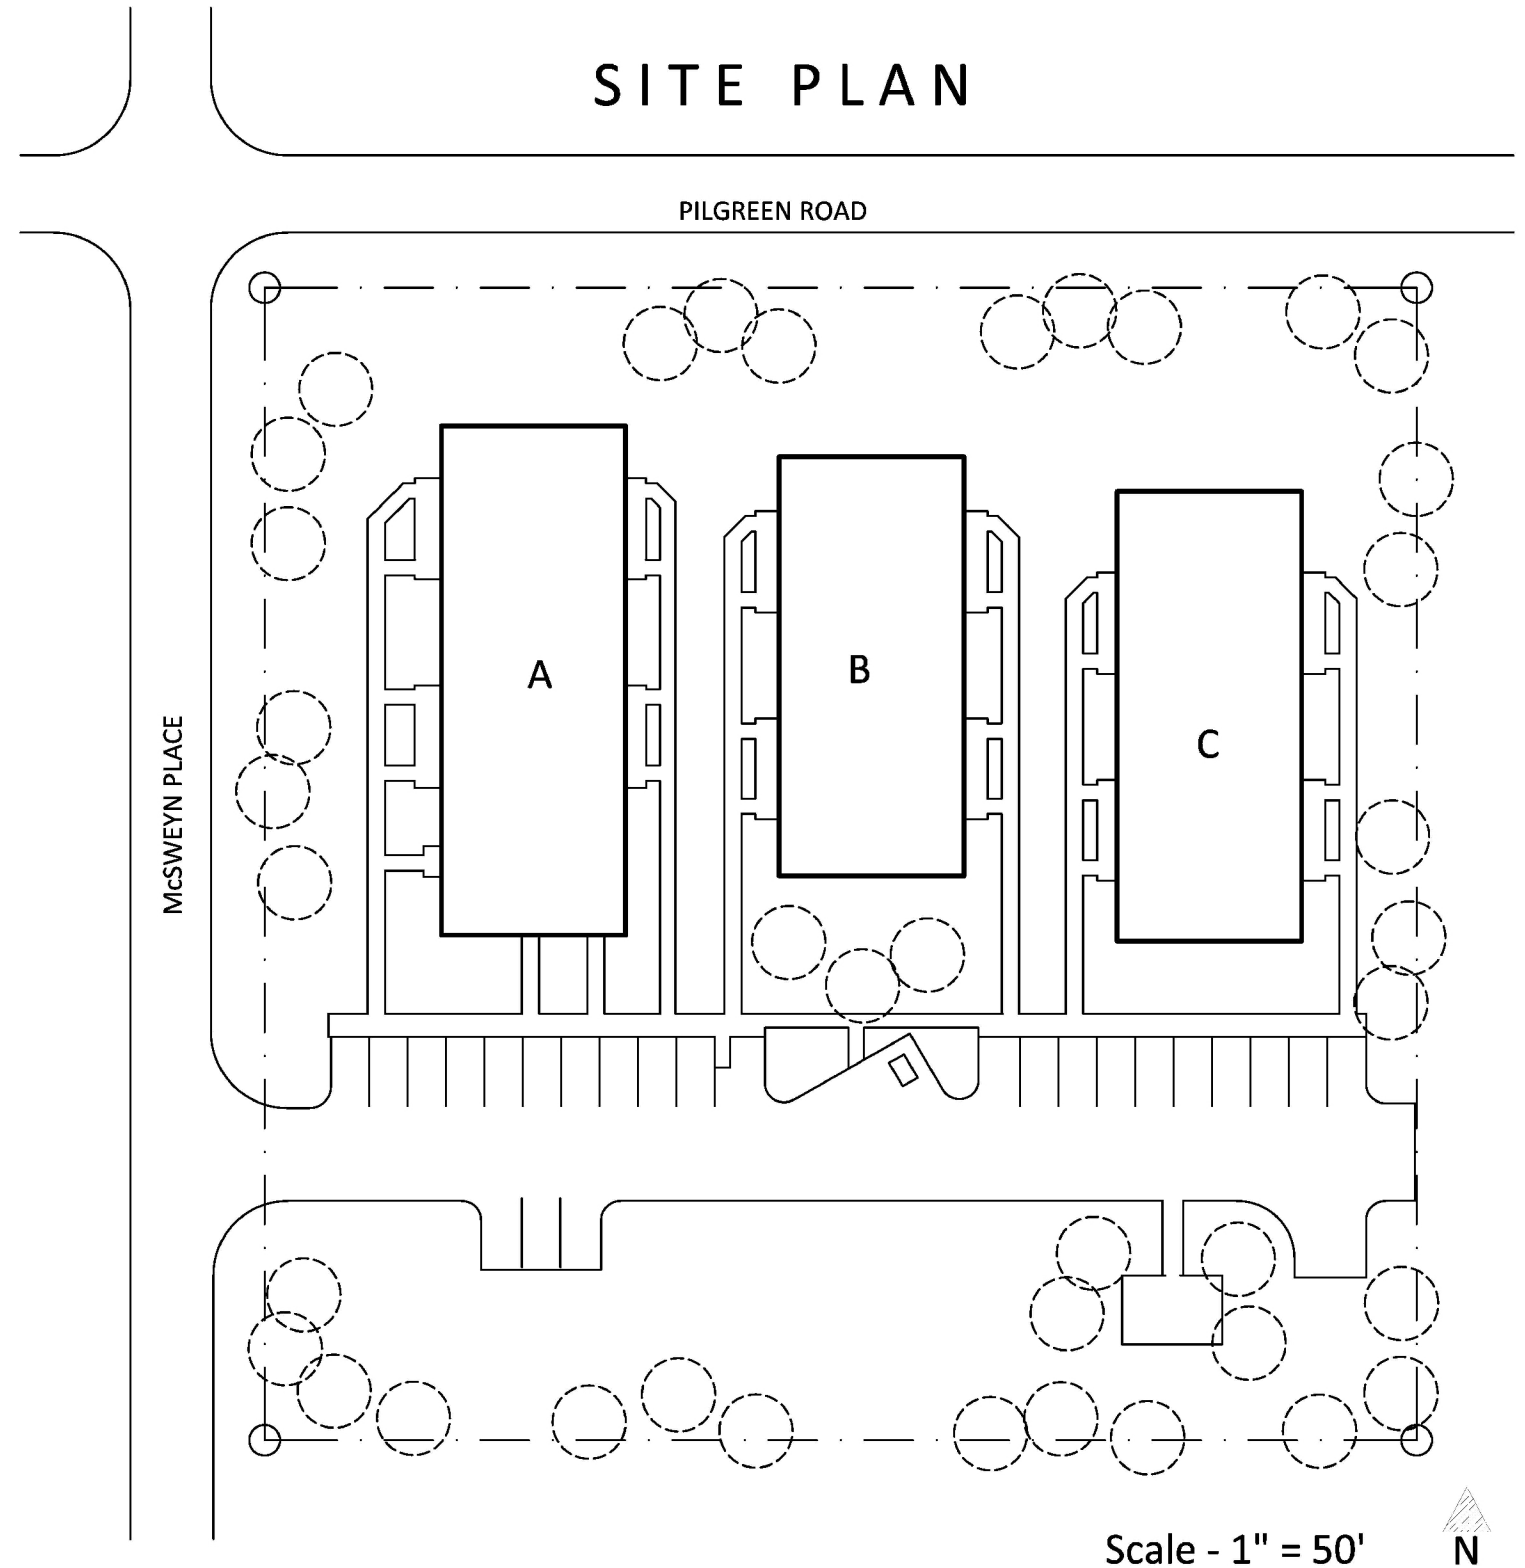 SITE PLAN
PILGREEN ROAD
McSWEYN PLACE
A
B
C
Scale - 1" = 50'
N